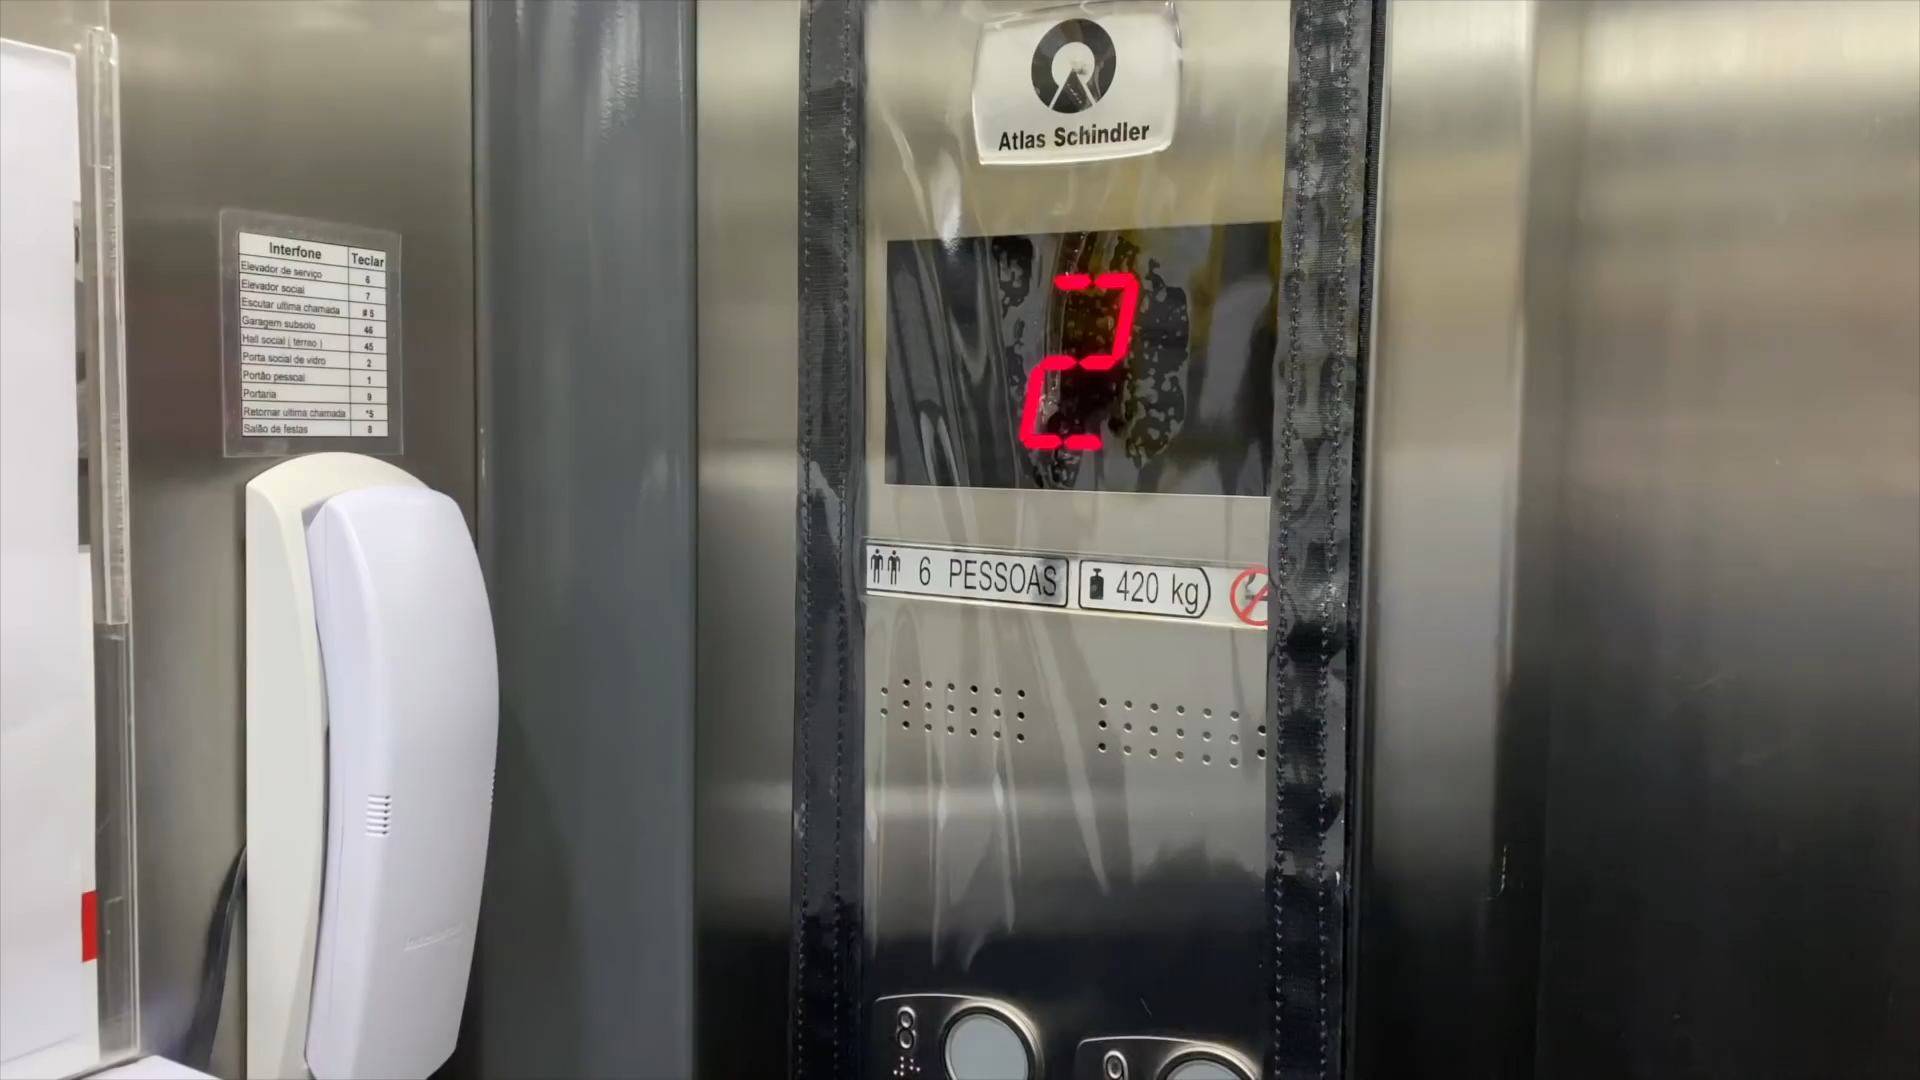 Interfone Teclar
Elevador de serviço 6
Elevador social 7
Escutar ultima chamada # 5
Garagem subsolo 46
Hall social ( térreo ) 45
Porta social de vidro 2
Portão pessoal 1
Portaria 9
Retornar ultima chamada *5
Salão de festas 8
Atlas Schindler
2
6 PESSOAS 420 kg
8
9